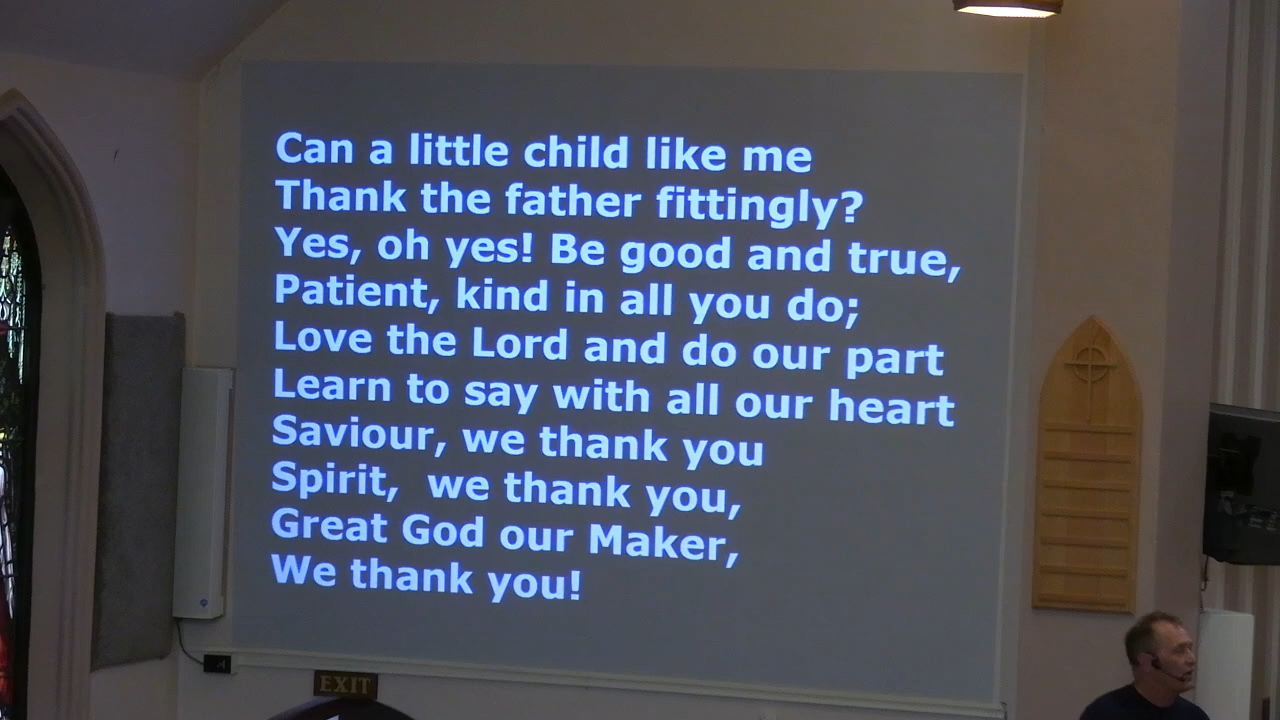 Can a little child like me
Thank the father fittingly?
Yes, oh yes! Be good and true,
Patient, kind in all you do;
Love the Lord and do our part
Learn to say with all our heart
Saviour, we thank you
Spirit,  we thank you,
Great God our Maker,
We thank you!
EXIT